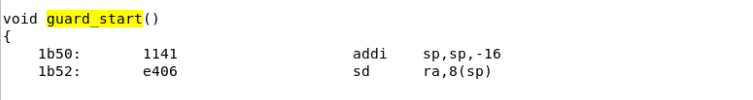 void guard_start()
{
1b50: 1141 addi sp,sp,-16
1b52: e406 sd ra,8(sp)